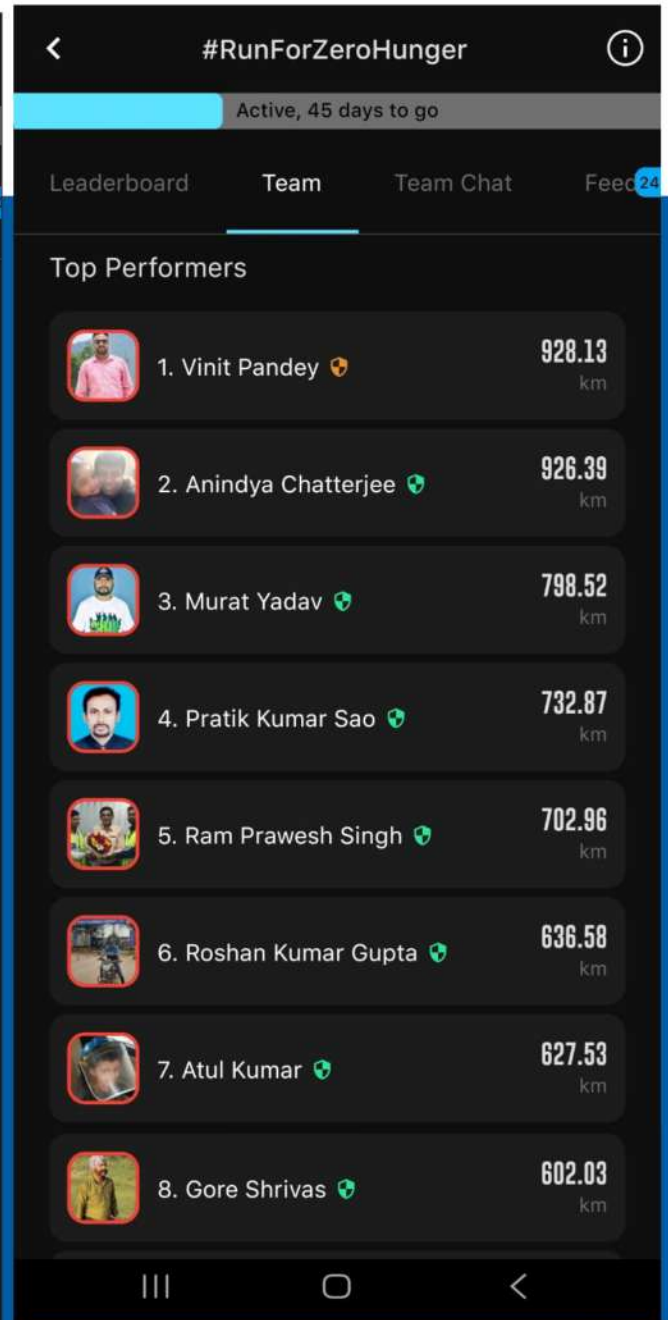 #RunForZeroHunger
Active, 45 days to go
Leaderboard Team Team Chat Feed 24
Top Performers
1. Vinit Pandey 928.13 km
2. Anindya Chatterjee 926.39 km
3. Murat Yadav 798.52 km
4. Pratik Kumar Sao 732.87 km
5. Ram Prawesh Singh 702.96 km
6. Roshan Kumar Gupta 636.58 km
7. Atul Kumar 627.53 km
8. Gore Shrivas 602.03 km